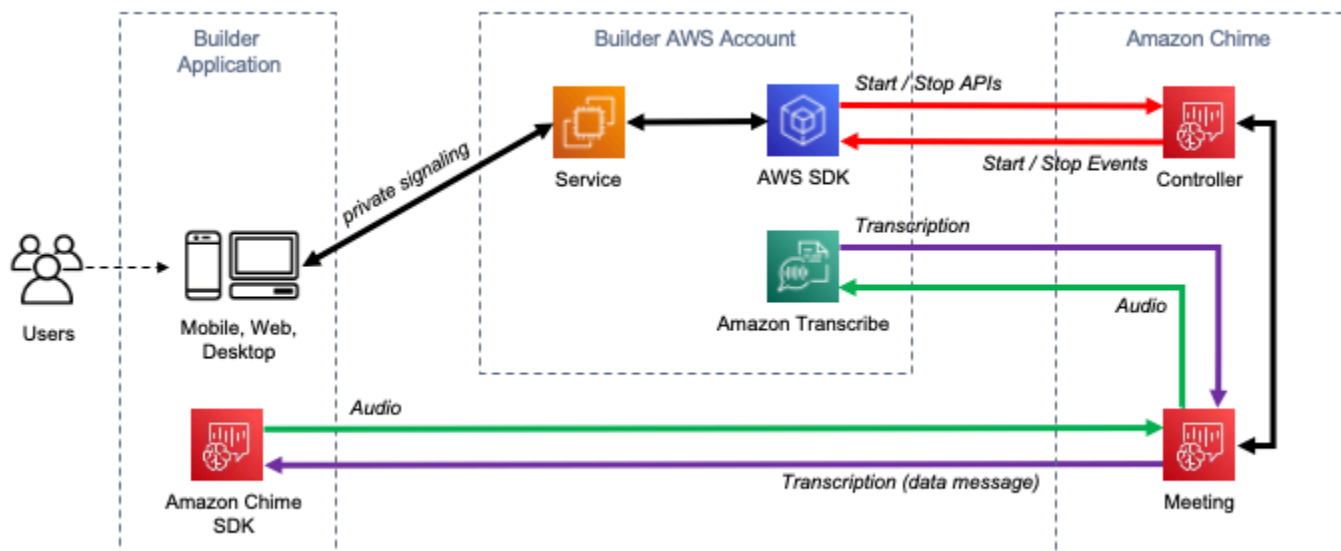 Builder
Application
Builder AWS Account
Amazon Chime
Start / Stop APIs
Start / Stop Events
Service
AWS SDK
Controller
private signaling
Transcription
Users
Mobile, Web,
Desktop
Amazon Transcribe
Audio
Audio
Transcription (data message)
Amazon Chime
SDK
Meeting